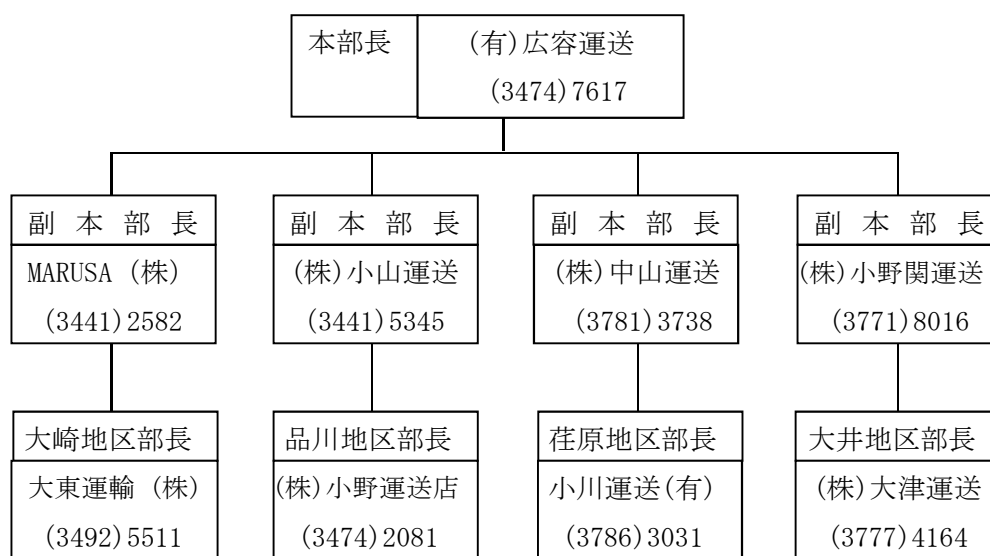 本部長
(有)広容運送
(3474)7617
副本部長
MARUSA (株)
(3441)2582
副本部長
(株)小山運送
(3441)5345
副本部長
(株)中山運送
(3781)3738
副本部長
(株)小野関運送
(3771)8016
大崎地区部長
大東運輸 (株)
(3492)5511
品川地区部長
(株)小野運送店
(3474)2081
荏原地区部長
小川運送(有)
(3786)3031
大井地区部長
(株)大津運送
(3777)4164